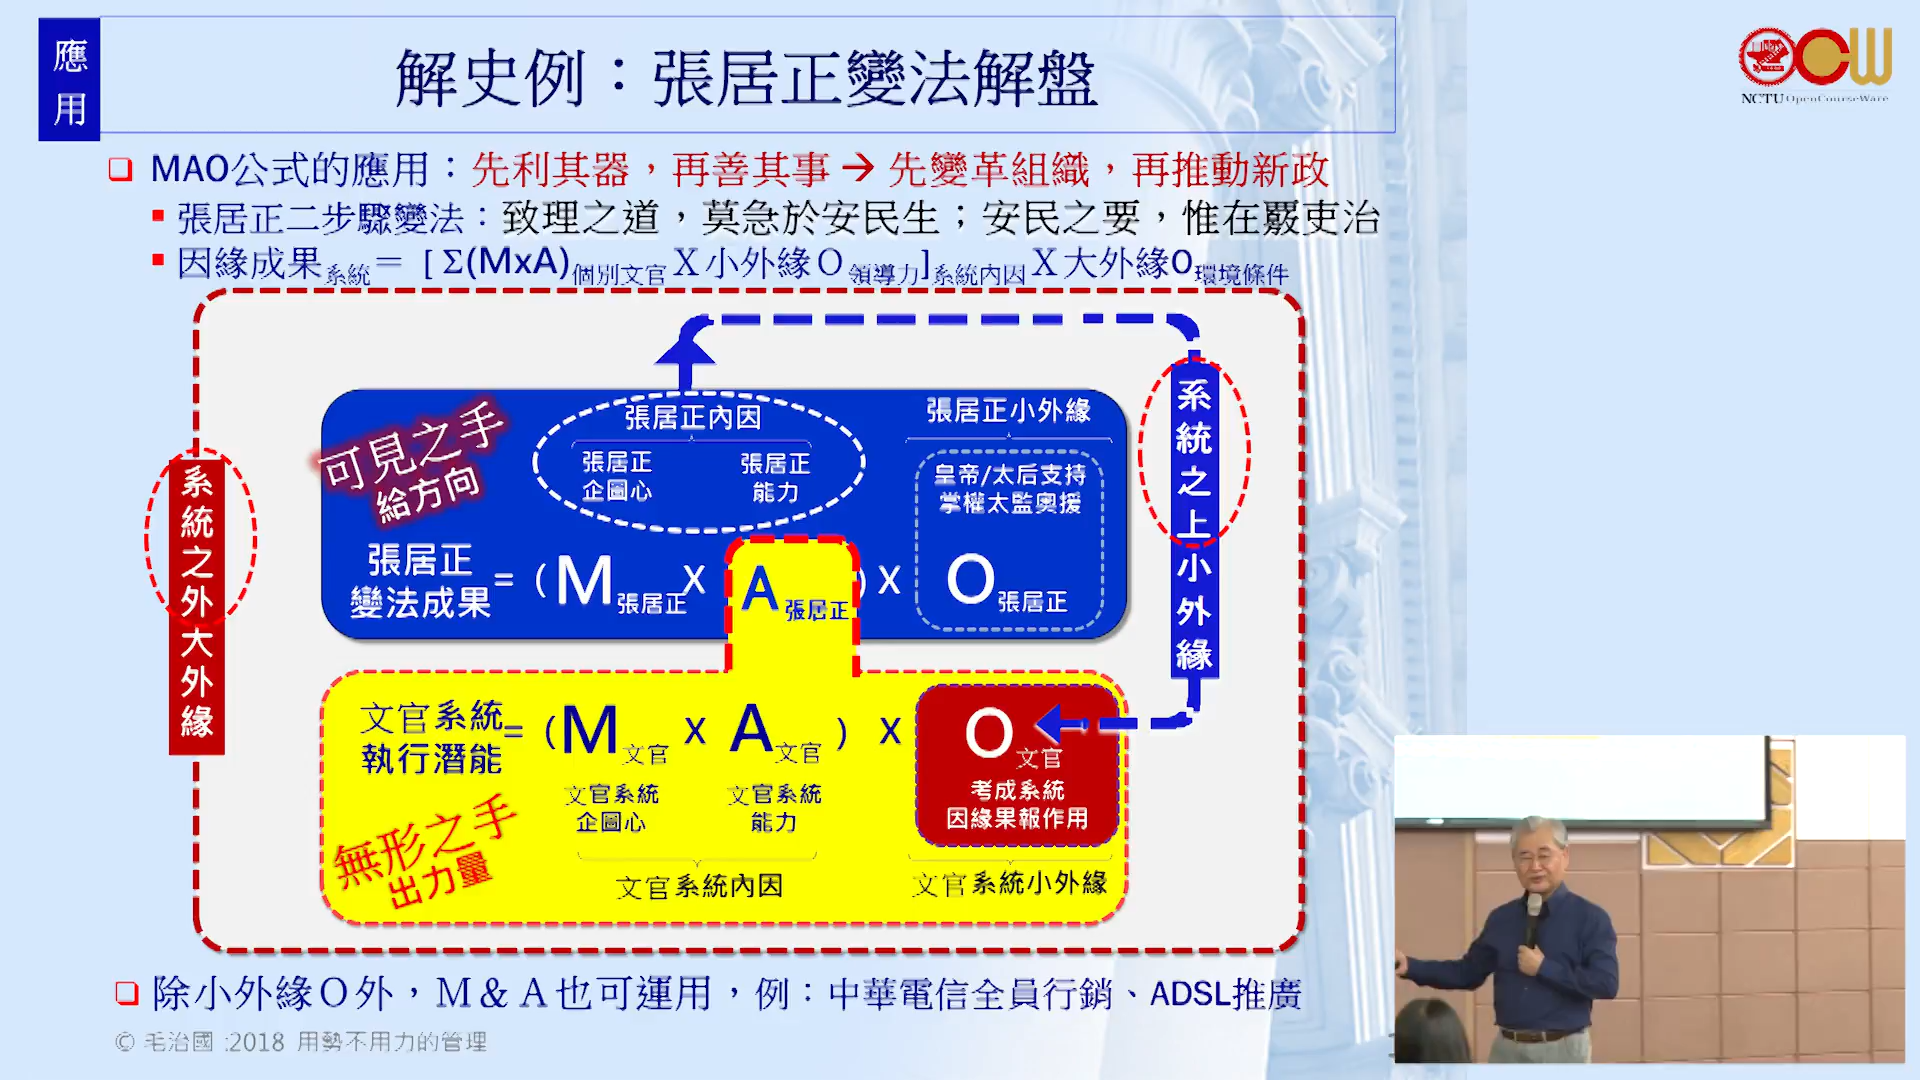 應用
解史例：張居正變法解盤
NCTU OpenCourseWare
MAO公式的應用：先利其器，再善其事→先變革組織，再推動新政
張居正二步驟變法：致理之道，莫急於安民生；安民之要，惟在覈吏治
因緣成果系統＝［Σ(MxA)個別文官Ｘ小外緣Ｏ領導力]系統內因Ｘ大外緣O環境條件
系統之外大外緣
可見之手
給方向
張居正內因
張居正
企圖心
張居正
能力
張居正小外緣
皇帝/太后支持
掌權太監奧援
張居正
變法成果
= (M張居正X A張居正) X O張居正
系統之上小外緣
文官系統
執行潛能
= (M文官 X A文官 ) X O文官
文官系統
企圖心
文官系統
能力
考成系統
因緣果報作用
無形之手
出力量
文官系統內因
文官系統小外緣
除小外緣Ｏ外，Ｍ＆Ａ也可運用，例：中華電信全員行銷、ADSL推廣
© 毛治國 :2018 用勢不用力的管理